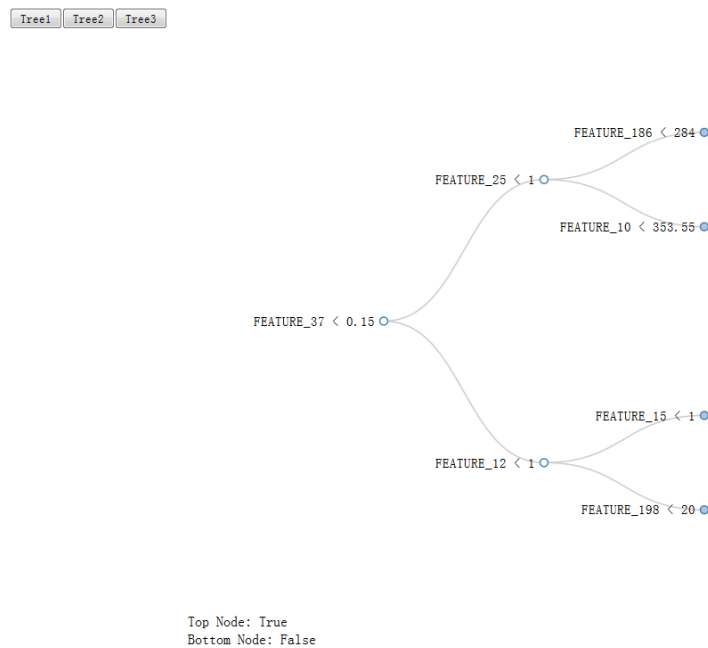 Tree1 Tree2 Tree3
FEATURE_186 < 284
FEATURE_25 < 1
FEATURE_10 < 353.55
FEATURE_37 < 0.15
FEATURE_15 < 1
FEATURE_12 < 1
FEATURE_198 < 20
Top Node: True
Bottom Node: False